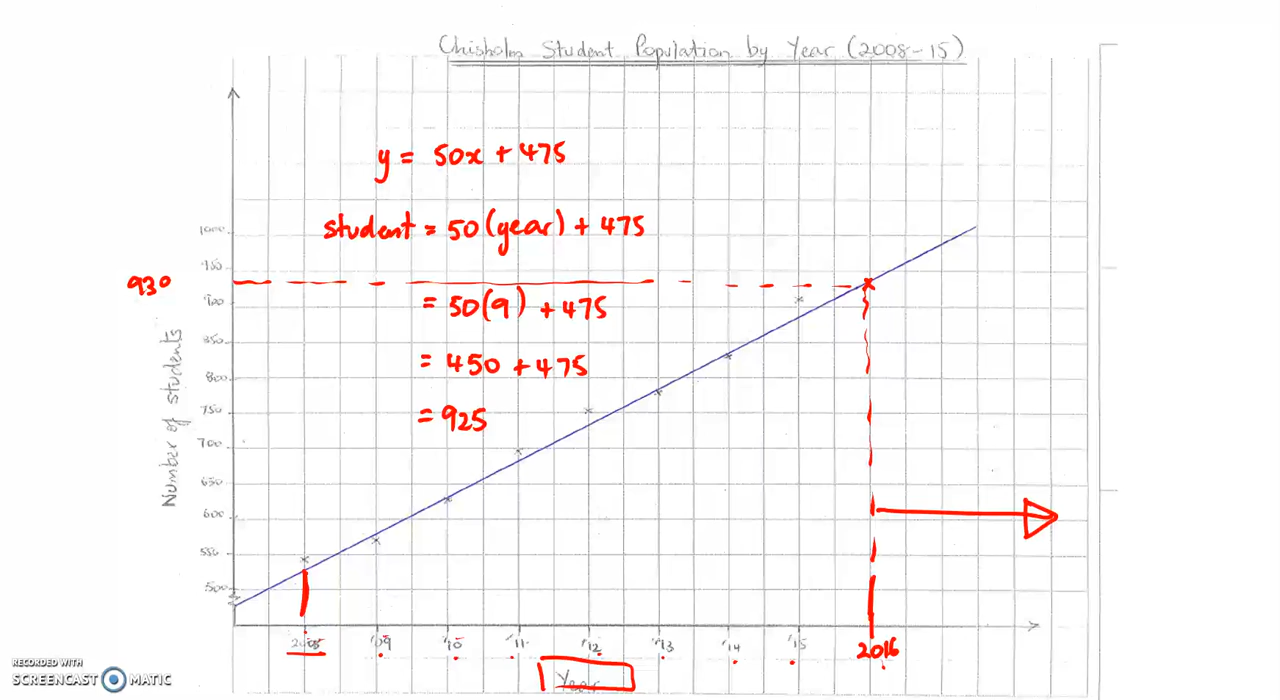 Chisholm Student Population by Year (2008-15)
y = 50x + 475
student = 50(year) + 475
= 50(9) + 475
= 450 + 475
= 925
930
1000
950
900
850
800
750
700
650
600
550
500
Number of students
2008 '09 '10 '11 '12 '13 '14 '15 2016
Year
RECORDED WITH
SCREENCAST MATIC